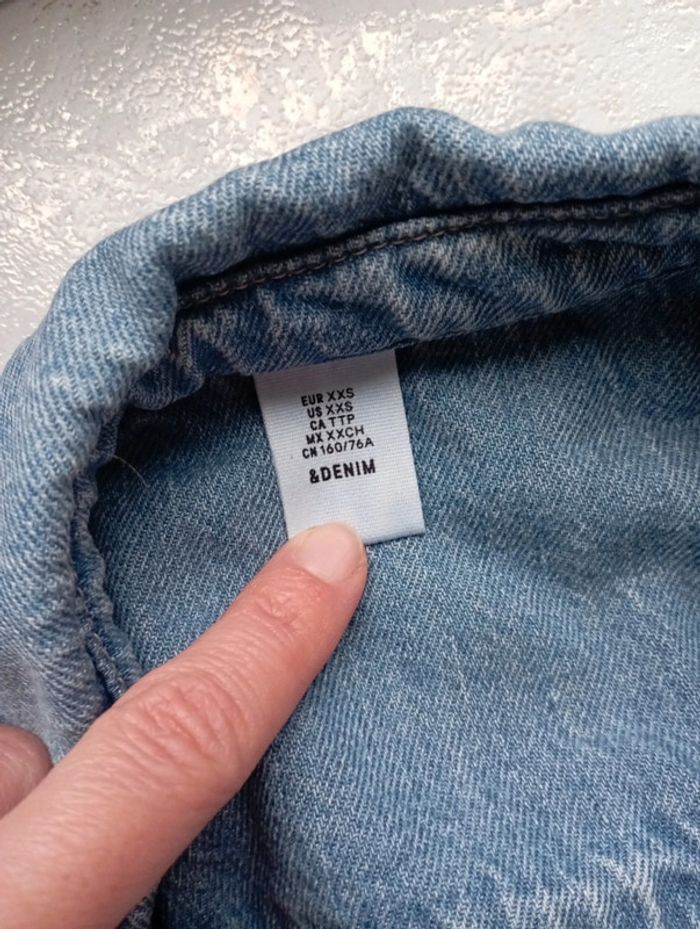 EUR XXS
US XXS
CA TTP
MX XXCH
CN 160/76A
&DENIM